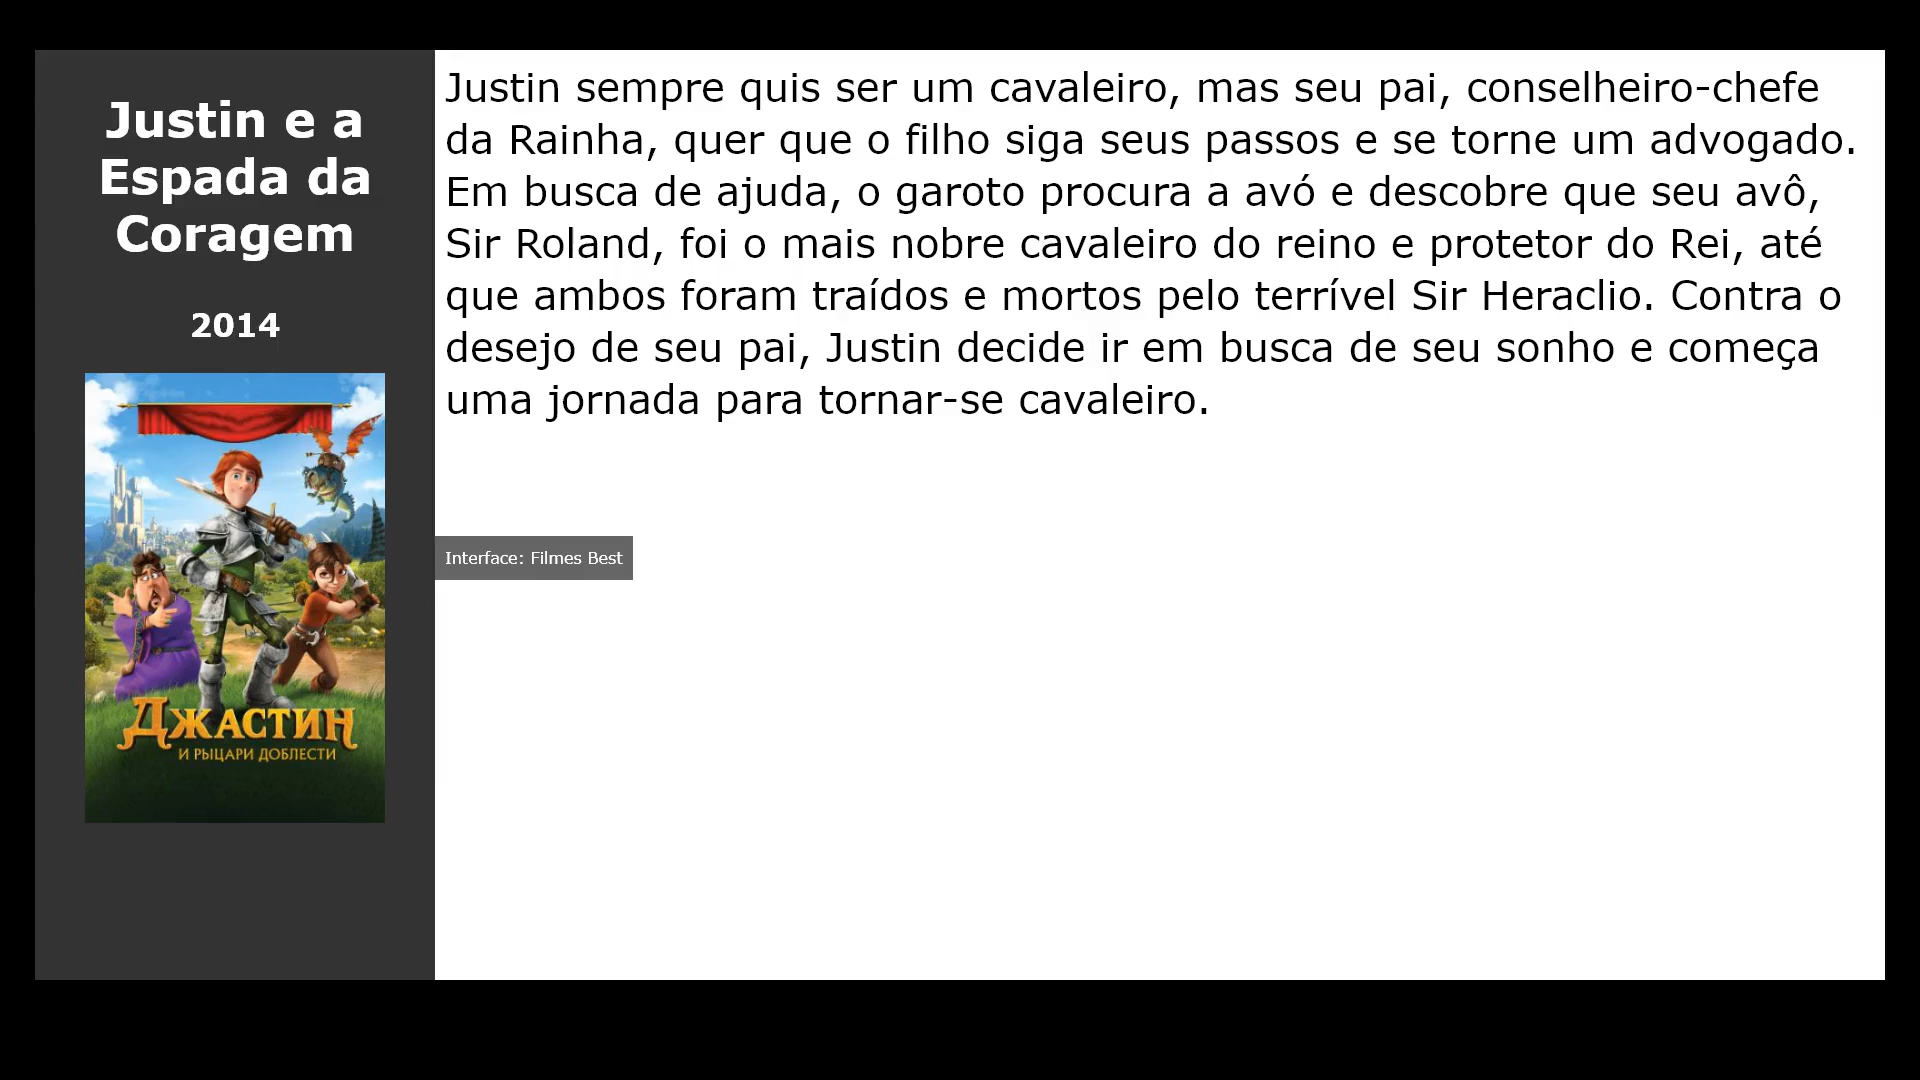 Justin e a
Espada da
Coragem
2014
ДЖАСТИН
И РЫЦАРИ ДОБЛЕСТИ
Justin sempre quis ser um cavaleiro, mas seu pai, conselheiro-chefe
da Rainha, quer que o filho siga seus passos e se torne um advogado.
Em busca de ajuda, o garoto procura a avó e descobre que seu avô,
Sir Roland, foi o mais nobre cavaleiro do reino e protetor do Rei, até
que ambos foram traídos e mortos pelo terrível Sir Heraclio. Contra o
desejo de seu pai, Justin decide ir em busca de seu sonho e começa
uma jornada para tornar-se cavaleiro.
Interface: Filmes Best